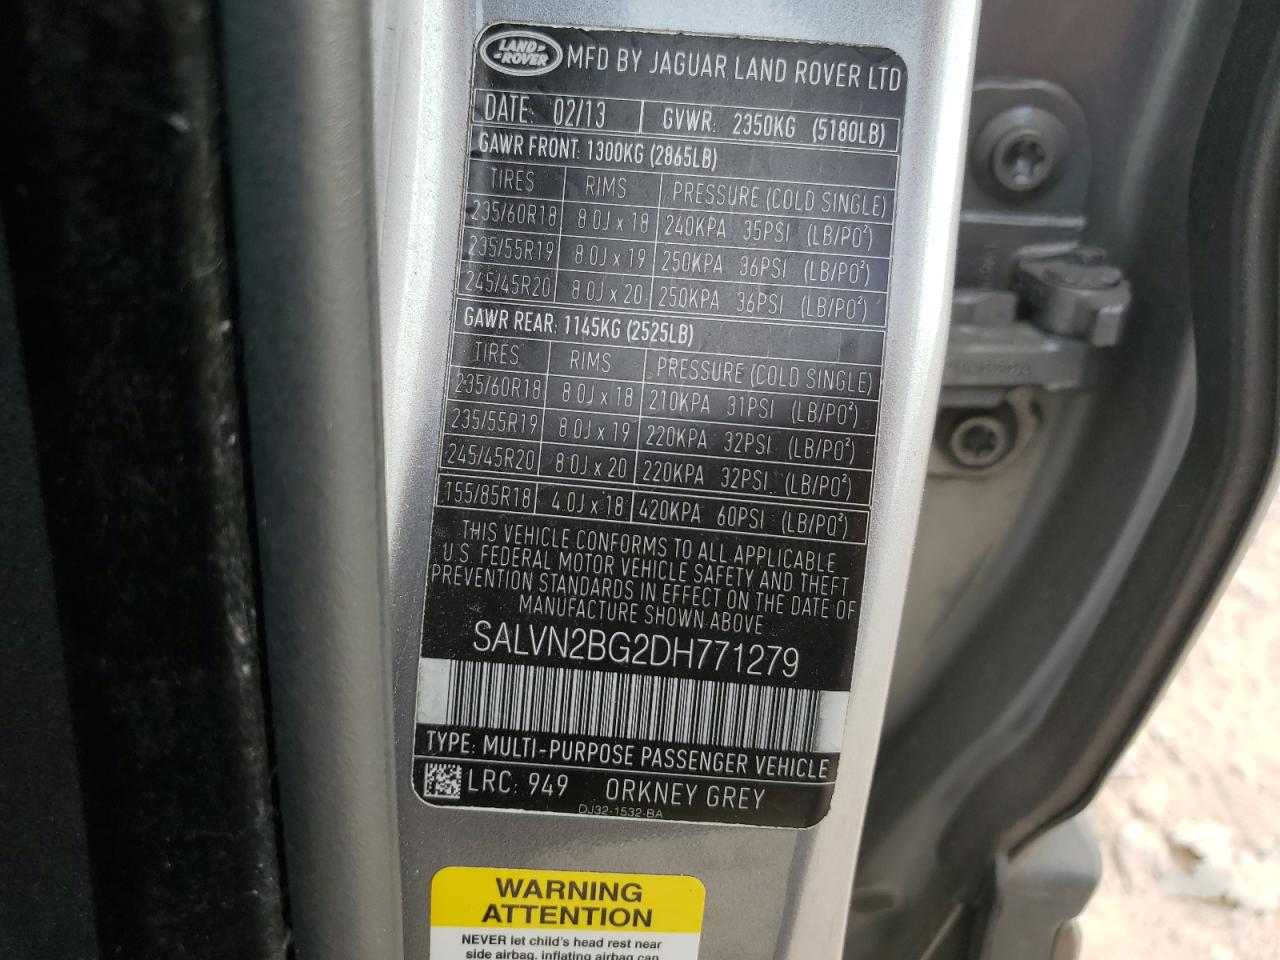 LAND ROVER MFD BY JAGUAR LAND ROVER LTD
DATE: 02/13 GVWR: 2350KG (5180LB)
GAWR FRONT: 1300KG (2865LB)
TIRES RIMS PRESSURE (COLD SINGLE)
235/60R18 8.0J x 18 240KPA 35PSI (LB/PO²)
235/55R19 8.0J x 19 250KPA 36PSI (LB/PO²)
245/45R20 8.0J x 20 250KPA 36PSI (LB/PO²)
GAWR REAR: 1145KG (2525LB)
TIRES RIMS PRESSURE (COLD SINGLE)
235/60R18 8.0J x 18 210KPA 31PSI (LB/PO²)
235/55R19 8.0J x 19 220KPA 32PSI (LB/PO²)
245/45R20 8.0J x 20 220KPA 32PSI (LB/PO²)
155/85R18 4.0J x 18 420KPA 60PSI (LB/PO²)
THIS VEHICLE CONFORMS TO ALL APPLICABLE
U.S. FEDERAL MOTOR VEHICLE SAFETY AND THEFT
PREVENTION STANDARDS IN EFFECT ON THE DATE OF
MANUFACTURE SHOWN ABOVE
SALVN2BG2DH771279
TYPE: MULTI-PURPOSE PASSENGER VEHICLE
LRC: 949 ORKNEY GREY
DJ32-1532-BA
WARNING
ATTENTION
NEVER let child's head rest near
side airbag, inflating airbag can